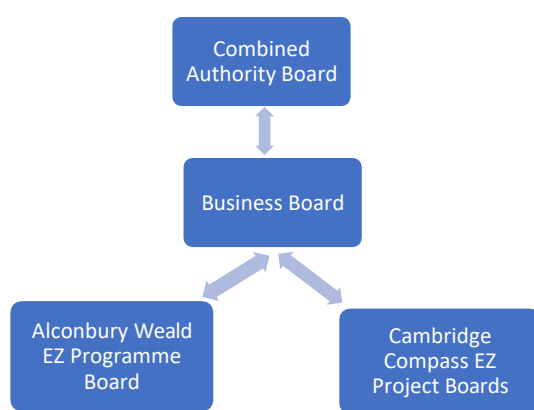 Combined
Authority Board
Business Board
Alconbury Weald
EZ Programme
Board
Cambridge
Compass EZ
Project Boards